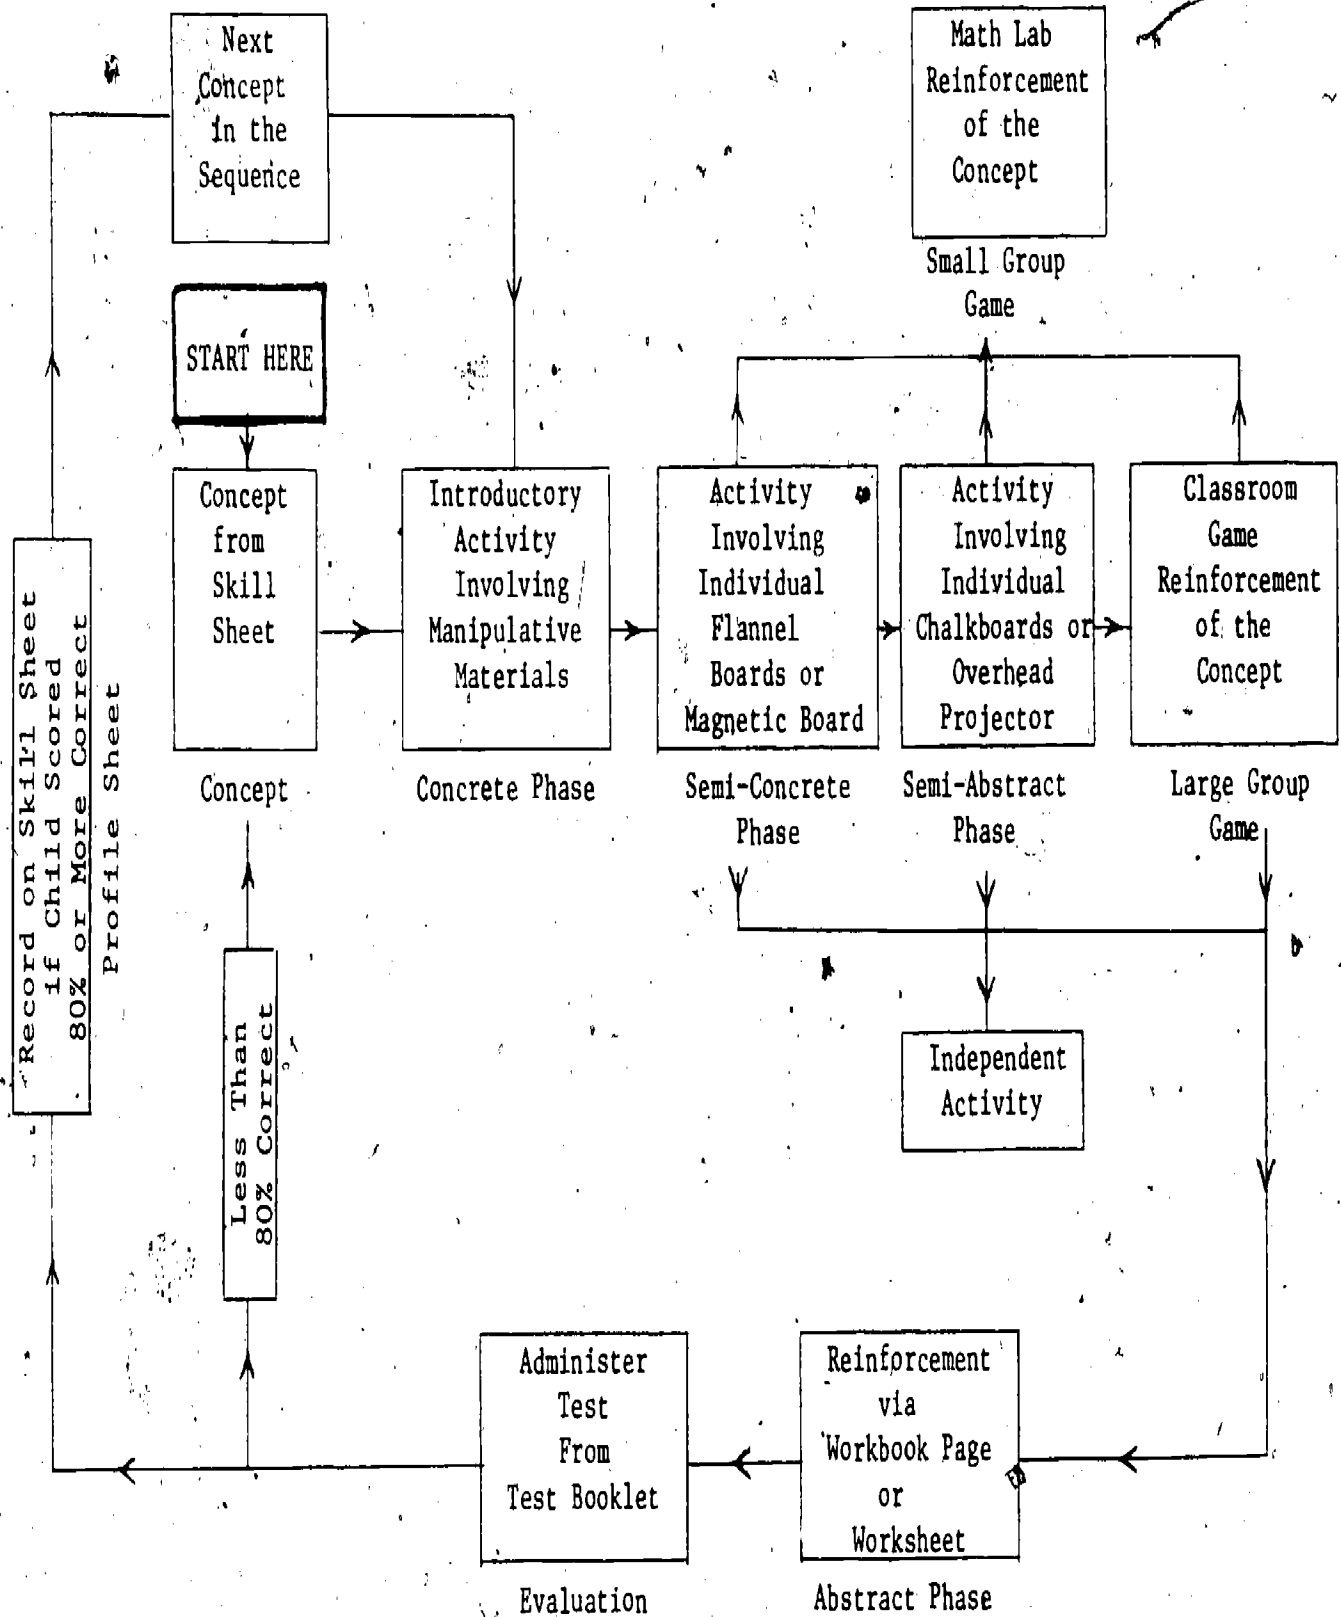 Next
Concept
in the
Sequence
Math Lab
Reinforcement
of the
Concept
Small Group
Game
START HERE
Concept
from
Skill
Sheet
Concept
Introductory
Activity
Involving
Manipulative
Materials
Concrete Phase
Activity
Involving
Individual
Flannel
Boards or
Magnetic Board
Semi-Concrete
Phase
Activity
Involving
Individual
Chalkboards or
Overhead
Projector
Semi-Abstract
Phase
Classroom
Game
Reinforcement
of the
Concept
Large Group
Game
Record on Skill Sheet
if Child Scored
80% or More Correct
Profile Sheet
Less Than
80% Correct
Independent
Activity
Administer
Test
From
Test Booklet
Evaluation
Reinforcement
via
Workbook Page
or
Worksheet
Abstract Phase